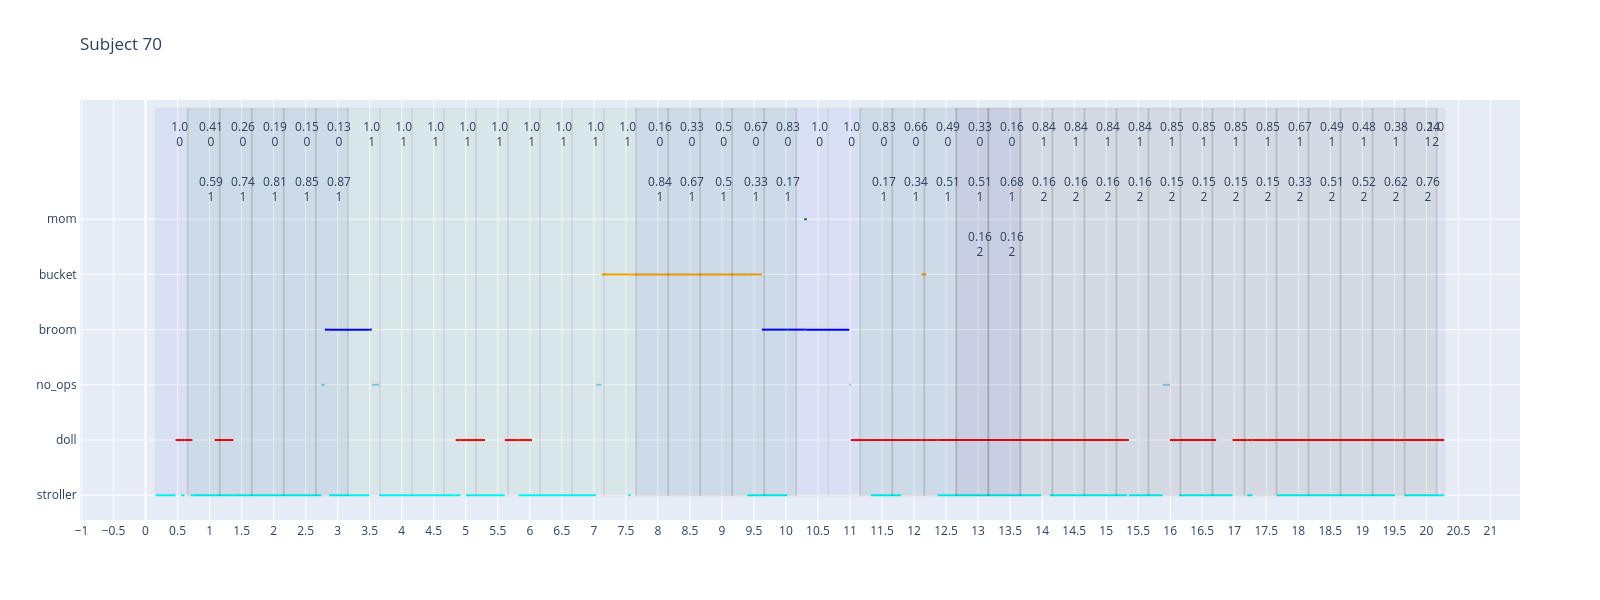 Subject 70
1.0 0.41 0.26 0.19 0.15 0.13 1.0 1.0 1.0 1.0 1.0 1.0 1.0 1.0 1.0 0.16 0.33 0.5 0.67 0.83 1.0 1.0 0.83 0.66 0.49 0.33 0.16 0.84 0.84 0.84 0.84 0.85 0.85 0.85 0.85 0.67 0.49 0.48 0.38
0 0 0 0 0 0 1 1 1 1 1 1 1 1 1 0 0 0 0 0 0 0 0 0 0 0 0 1 1 1 1 1 1 1 1 1 1 1 1 1 2
0.59 0.74 0.81 0.85 0.87 0.84 0.67 0.5 0.33 0.17 0.17 0.34 0.51 0.51 0.68 0.16 0.16 0.16 0.16 0.15 0.15 0.15 0.15 0.33 0.51 0.52 0.62 0.76
1 1 1 1 1 1 1 1 1 1 1 1 1 1 1 2 2 2 2 2 2 2 2 2 2 2 2 2
mom
0.16 0.16
2 2
bucket
broom
no_ops
doll
stroller
−1 −0.5 0 0.5 1 1.5 2 2.5 3 3.5 4 4.5 5 5.5 6 6.5 7 7.5 8 8.5 9 9.5 10 10.5 11 11.5 12 12.5 13 13.5 14 14.5 15 15.5 16 16.5 17 17.5 18 18.5 19 19.5 20 20.5 21